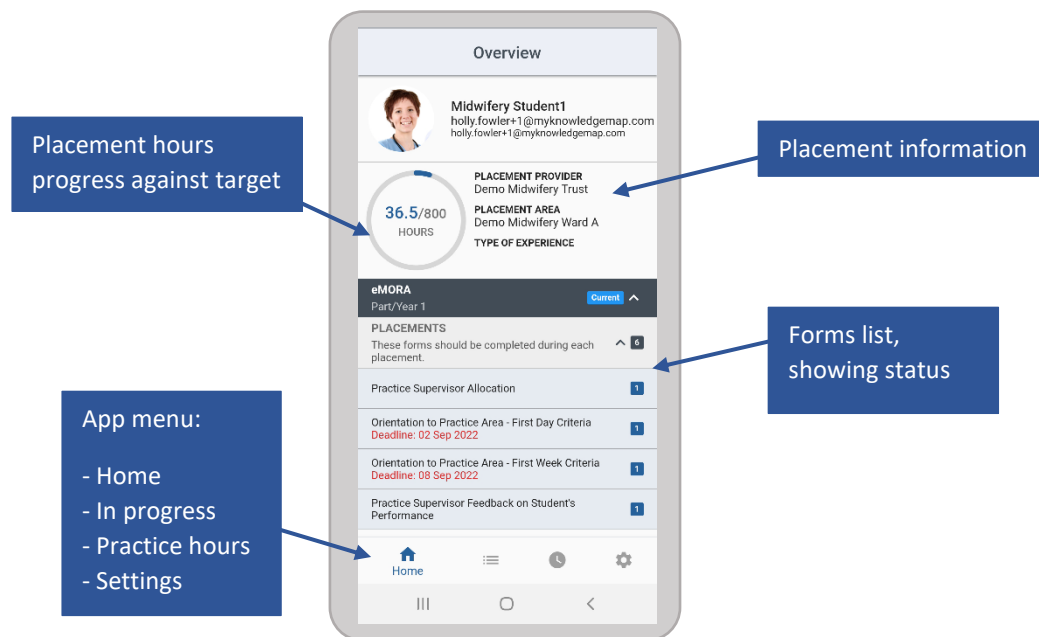 Overview
Midwifery Student1
holly.fowler+1@myknowledgemap.com
holly.fowler+1@myknowledgemap.com
Placement hours
progress against target
Placement information
36.5/800
HOURS
PLACEMENT PROVIDER
Demo Midwifery Trust
PLACEMENT AREA
Demo Midwifery Ward A
TYPE OF EXPERIENCE
eMORA
Part/Year 1
Current
PLACEMENTS
These forms should be completed during each
placement.
6
Forms list,
showing status
Practice Supervisor Allocation
1
Orientation to Practice Area - First Day Criteria
Deadline: 02 Sep 2022
1
Orientation to Practice Area - First Week Criteria
Deadline: 08 Sep 2022
1
Practice Supervisor Feedback on Student's
Performance
1
App menu:
- Home
- In progress
- Practice hours
- Settings
Home